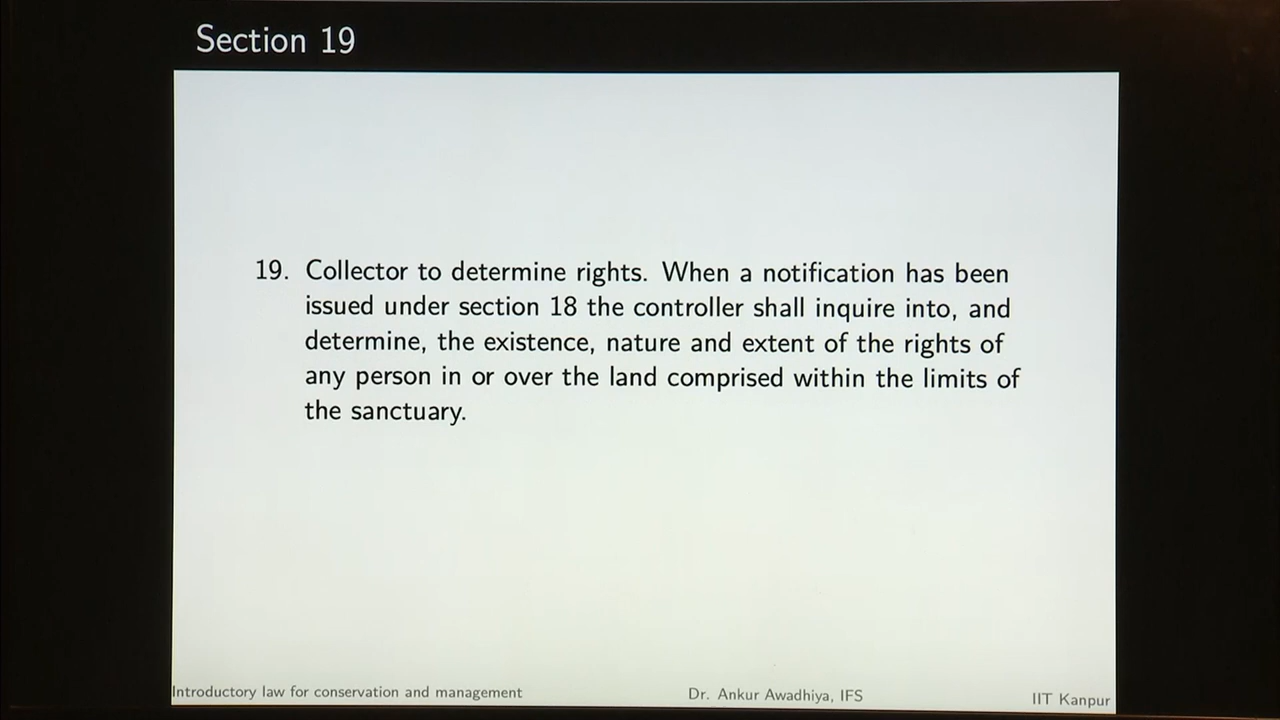 Section 19
19. Collector to determine rights. When a notification has been
issued under section 18 the controller shall inquire into, and
determine, the existence, nature and extent of the rights of
any person in or over the land comprised within the limits of
the sanctuary.
Introductory law for conservation and management Dr. Ankur Awadhiya, IFS IIT Kanpur